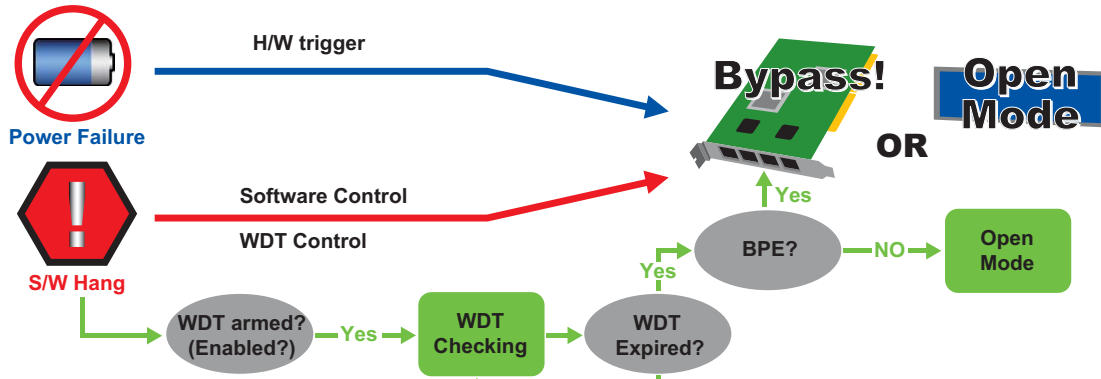 H/W trigger
Bypass!
Open
Mode
OR
Power Failure
Software Control
WDT Control
S/W Hang
Yes
BPE?
NO
Open
Mode
Yes
WDT armed?
(Enabled?)
Yes
WDT
Checking
WDT
Expired?